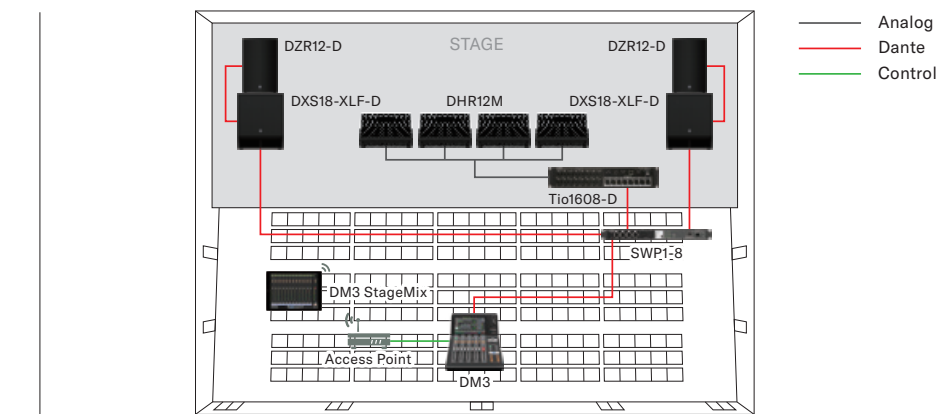 Analog
Dante
Control
DZR12-D
STAGE
DZR12-D
DXS18-XLF-D
DHR12M
DXS18-XLF-D
Tio1608-D
SWP1-8
DM3 StageMix
Access Point
DM3